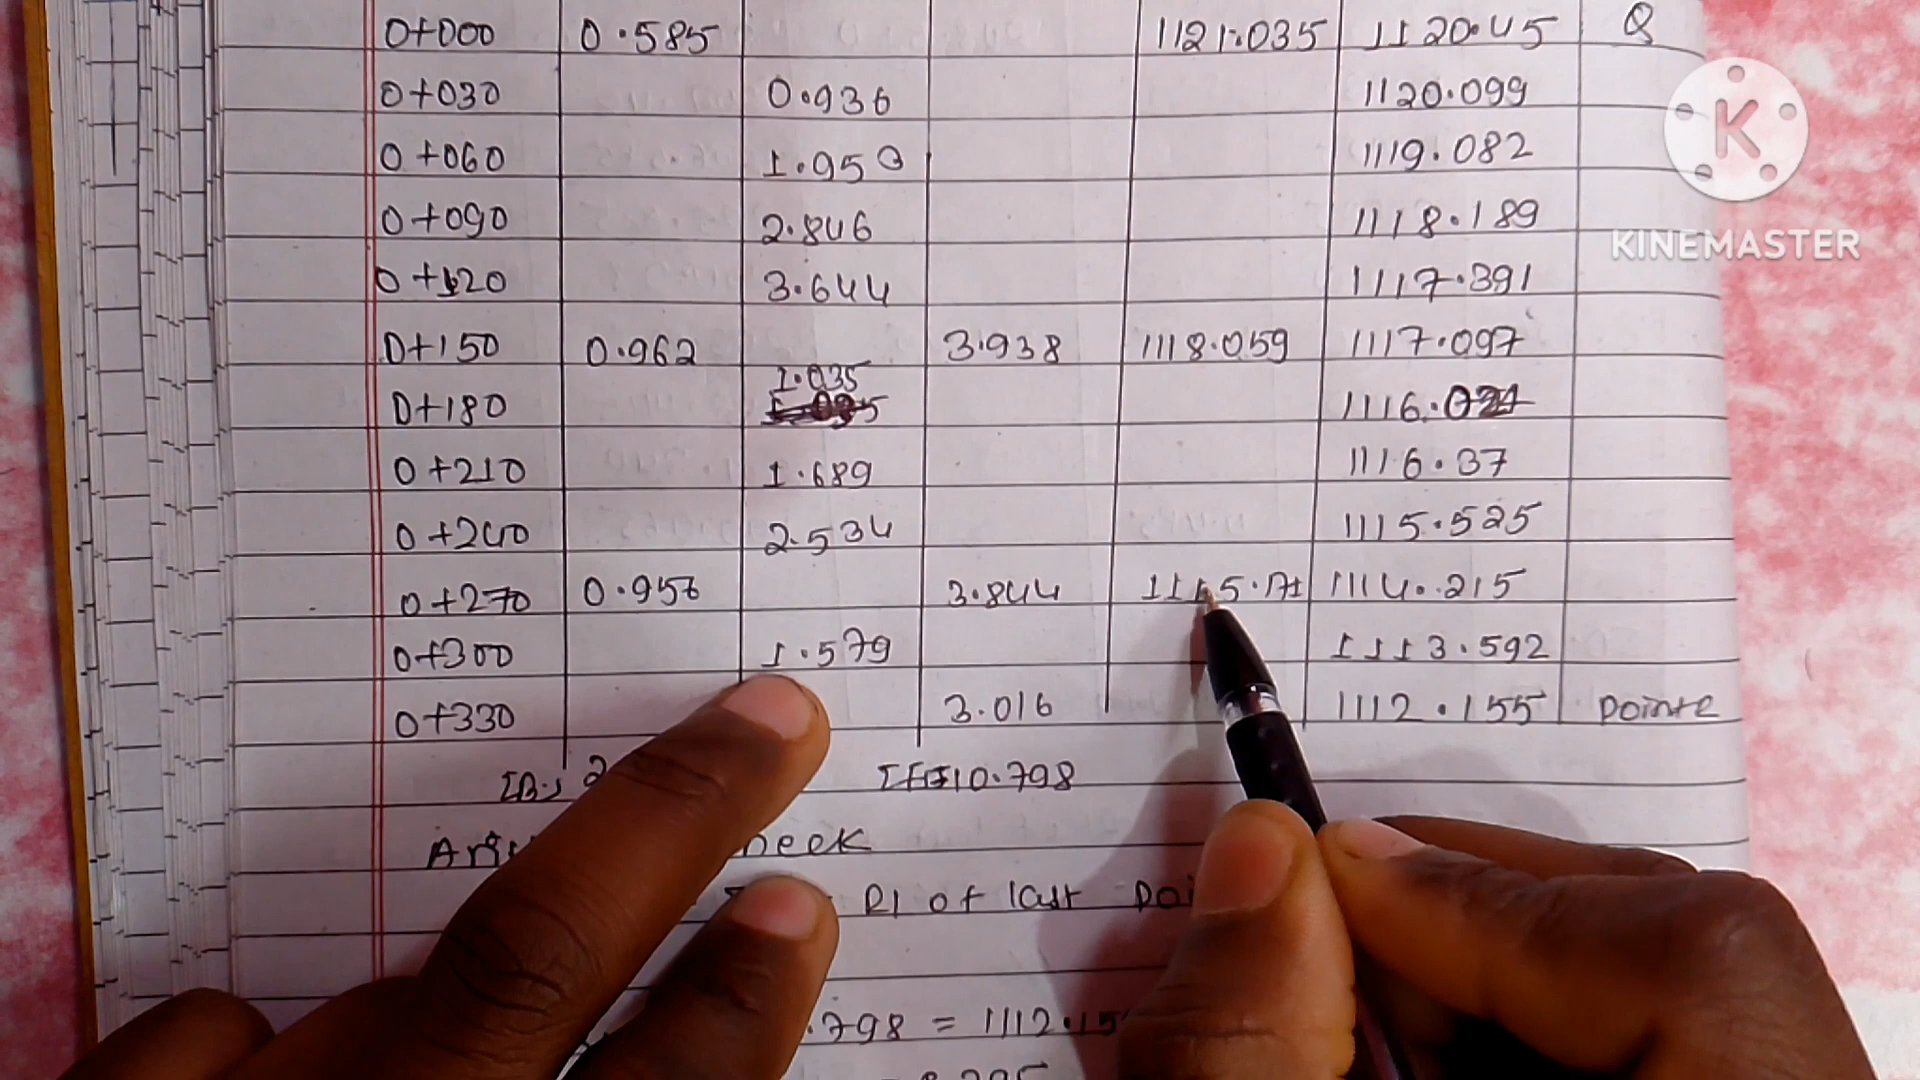 0+000 0.585 1121.035 1120.45 Q
0+030 0.936 1120.099
0+060 1.953 1119.082
0+090 2.846 1118.189
0+120 3.644 1117.391
0+150 0.962 3.938 1118.059 1117.097
0+180 1.035 1116.024
0+210 1.689 1116.37
0+240 2.534 1115.525
0+270 0.956 3.844 1115.171 1114.215
0+300 1.579 1113.592
0+330 3.016 1112.155 Pointe
10.798
RL of last
.798 = 1112.15
K
KINEMASTER